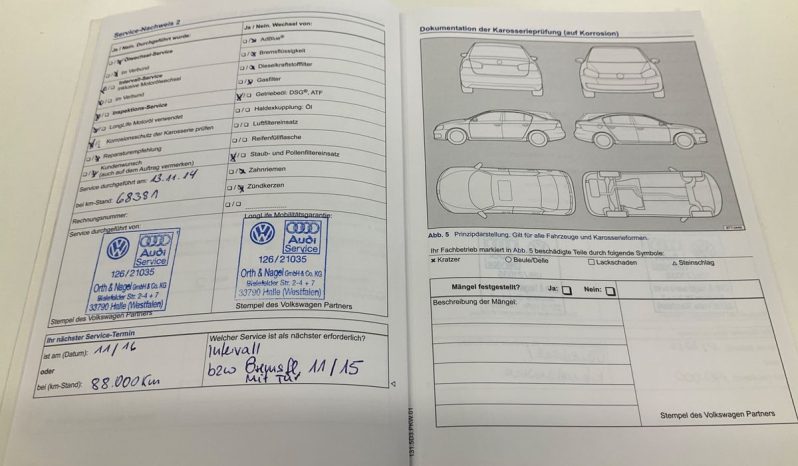 Service-Nachweis 2
Ja / Nein. Durchgeführt wurde:
Ölwechsel-Service
im Verbund
Intervall-Service
inklusive Motorölwechsel
im Verbund
Inspektions-Service
LongLife Motoröl verwendet
Korrosionsschutz der Karosserie prüfen
Reparaturempfehlung
Kundenwunsch
(auch auf dem Auftrag vermerken)
Service durchgeführt am: 13.11.14
bei km-Stand: 68381
Rechnungsnummer:
Service durchgeführt von:
Audi
Service
126/21035
Orth & Nagel GmbH & Co. KG
Bielefelder Str. 2-4 + 7
33790 Halle (Westfalen)
Stempel des Volkswagen Partners
Ja / Nein. Wechsel von:
AdBlue®
Bremsflüssigkeit
Dieselkraftstofffilter
Gasfilter
Getriebeöl: DSG®, ATF
Haldexkupplung: Öl
Luftfiltereinsatz
Reifenfüllflasche
Staub- und Pollenfiltereinsatz
Zahnriemen
Zündkerzen
LongLife Mobilitätsgarantie:
Audi
Service
126/21035
Orth & Nagel GmbH & Co. KG
Bielefelder Str. 2-4 + 7
33790 Halle (Westfalen)
Stempel des Volkswagen Partners
Ihr nächster Service-Termin
ist am (Datum): 11/16
oder
bei (km-Stand): 88.000 Km
Welcher Service ist als nächster erforderlich?
Intervall
bzw Bremsfl. 11/15
mit TÜV
Dokumentation der Karosserieprüfung (auf Korrosion)
Abb. 5 Prinzipdarstellung. Gilt für alle Fahrzeuge und Karosserieformen.
Ihr Fachbetrieb markiert in Abb. 5 beschädigte Teile durch folgende Symbole:
x Kratzer O Beule/Delle □ Lackschaden △ Steinschlag
Mängel festgestellt? Ja: Nein:
Beschreibung der Mängel:
Stempel des Volkswagen Partners
131.5D3.PKW.01